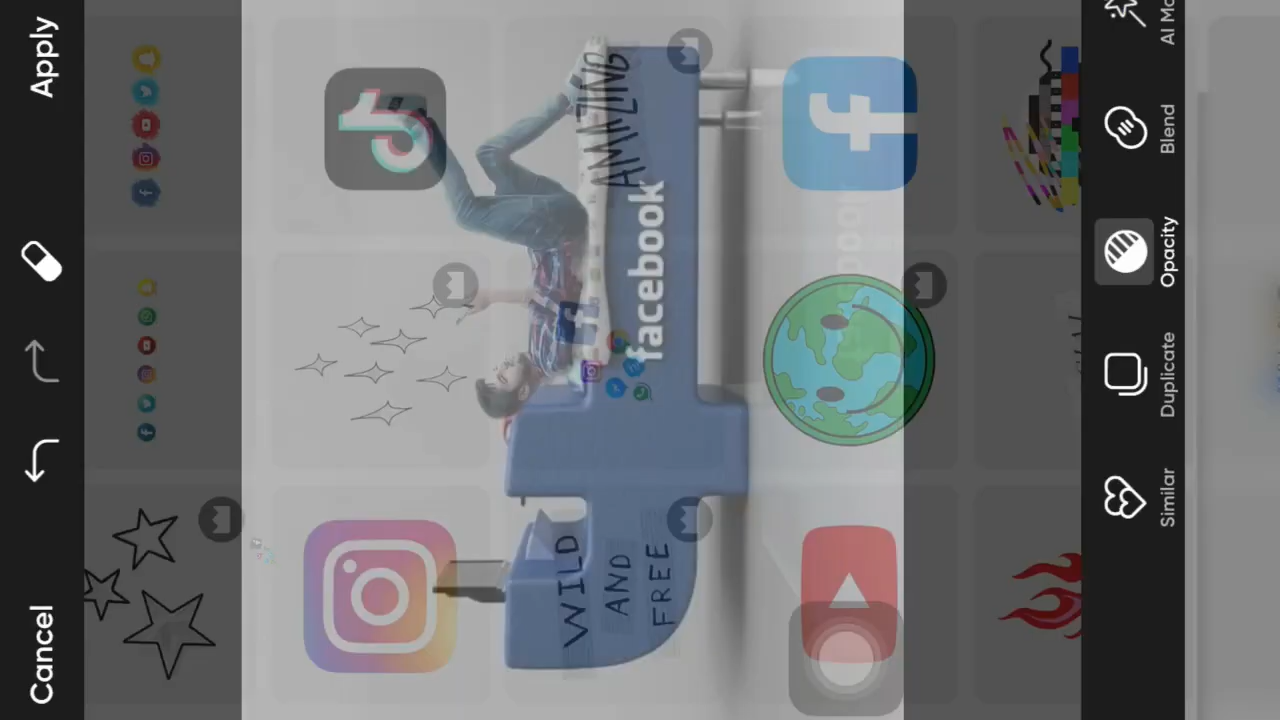 Cancel
Apply
AMAZING
facebook
WILD
AND
FREE
Similar
Duplicate
Opacity
Blend